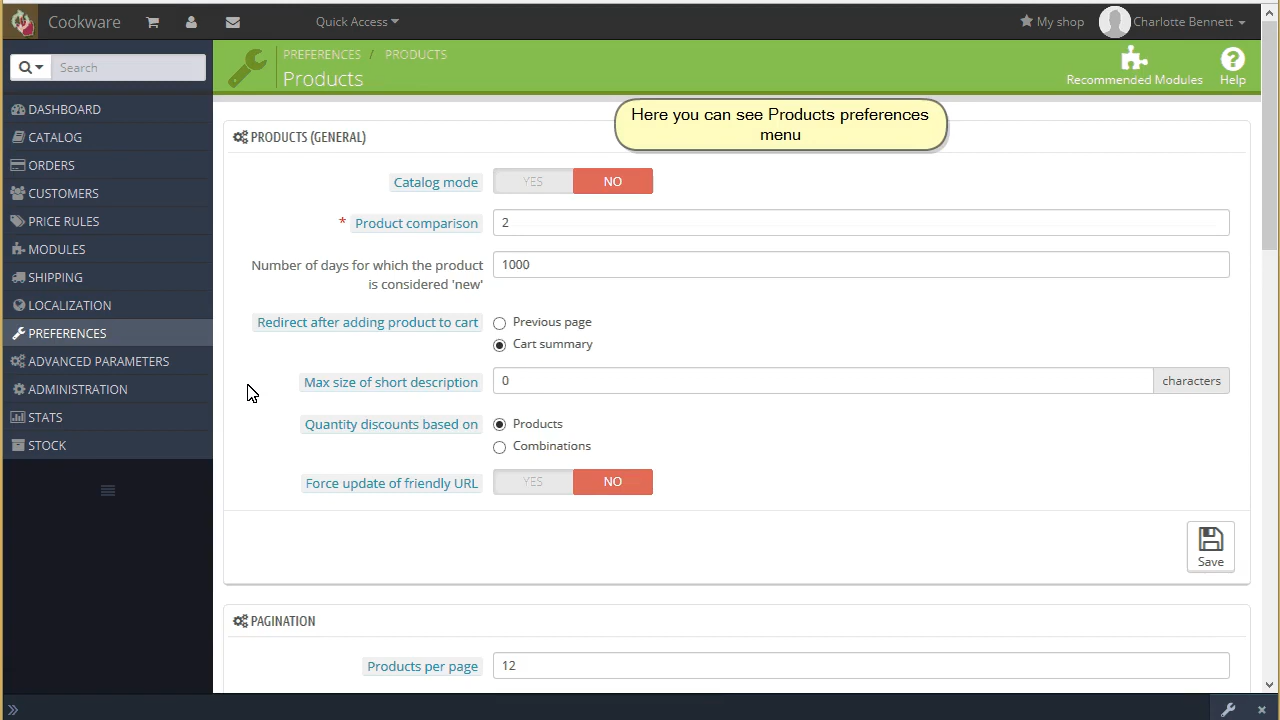 Cookware
Quick Access
My shop
Charlotte Bennett
Search
PREFERENCES / PRODUCTS
Products
Recommended Modules
Help
DASHBOARD
CATALOG
ORDERS
CUSTOMERS
PRICE RULES
MODULES
SHIPPING
LOCALIZATION
PREFERENCES
ADVANCED PARAMETERS
ADMINISTRATION
STATS
STOCK
Here you can see Products preferences
menu
PRODUCTS (GENERAL)
Catalog mode YES NO
* Product comparison 2
Number of days for which the product
is considered 'new'
1000
Redirect after adding product to cart
Previous page
Cart summary
Max size of short description 0 characters
Quantity discounts based on
Products
Combinations
Force update of friendly URL YES NO
Save
PAGINATION
Products per page 12